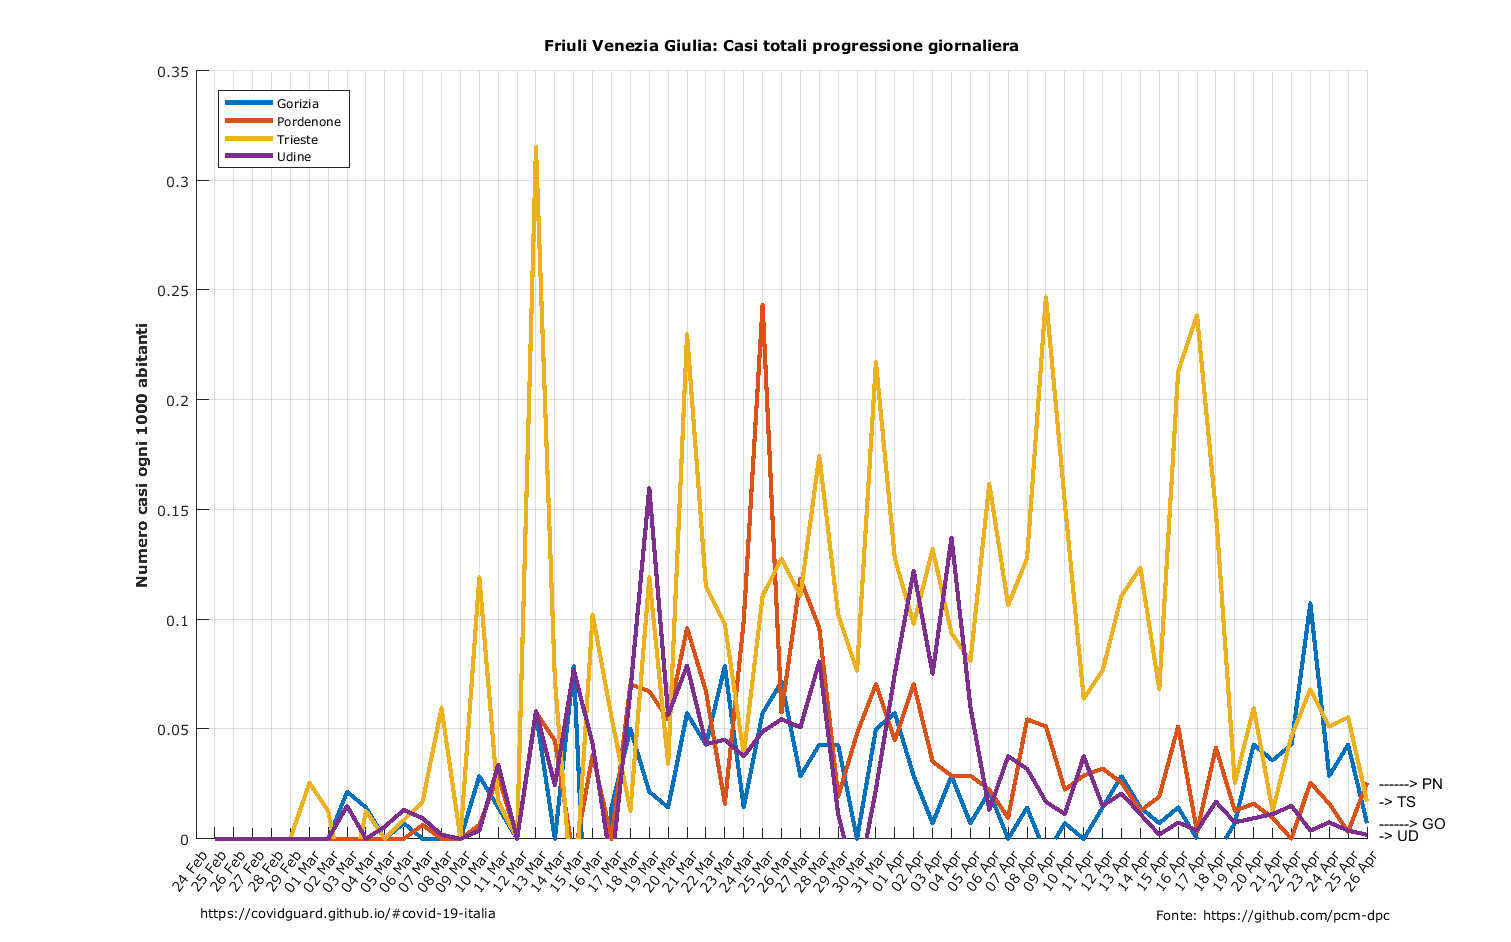 Friuli Venezia Giulia: Casi totali progressione giornaliera
0.35
0.3
0.25
0.2
0.15
0.1
0.05
0
Numero casi ogni 1000 abitanti
Gorizia
Pordenone
Trieste
Udine
------> PN
-> TS
------> GO
-> UD
24 Feb
25 Feb
26 Feb
27 Feb
28 Feb
29 Feb
01 Mar
02 Mar
03 Mar
04 Mar
05 Mar
06 Mar
07 Mar
08 Mar
09 Mar
10 Mar
11 Mar
12 Mar
13 Mar
14 Mar
15 Mar
16 Mar
17 Mar
18 Mar
19 Mar
20 Mar
21 Mar
22 Mar
23 Mar
24 Mar
25 Mar
26 Mar
27 Mar
28 Mar
29 Mar
30 Mar
31 Mar
01 Apr
02 Apr
03 Apr
04 Apr
05 Apr
06 Apr
07 Apr
08 Apr
09 Apr
10 Apr
11 Apr
12 Apr
13 Apr
14 Apr
15 Apr
16 Apr
17 Apr
18 Apr
19 Apr
20 Apr
21 Apr
22 Apr
23 Apr
24 Apr
25 Apr
26 Apr
https://covidguard.github.io/#covid-19-italia
Fonte: https://github.com/pcm-dpc